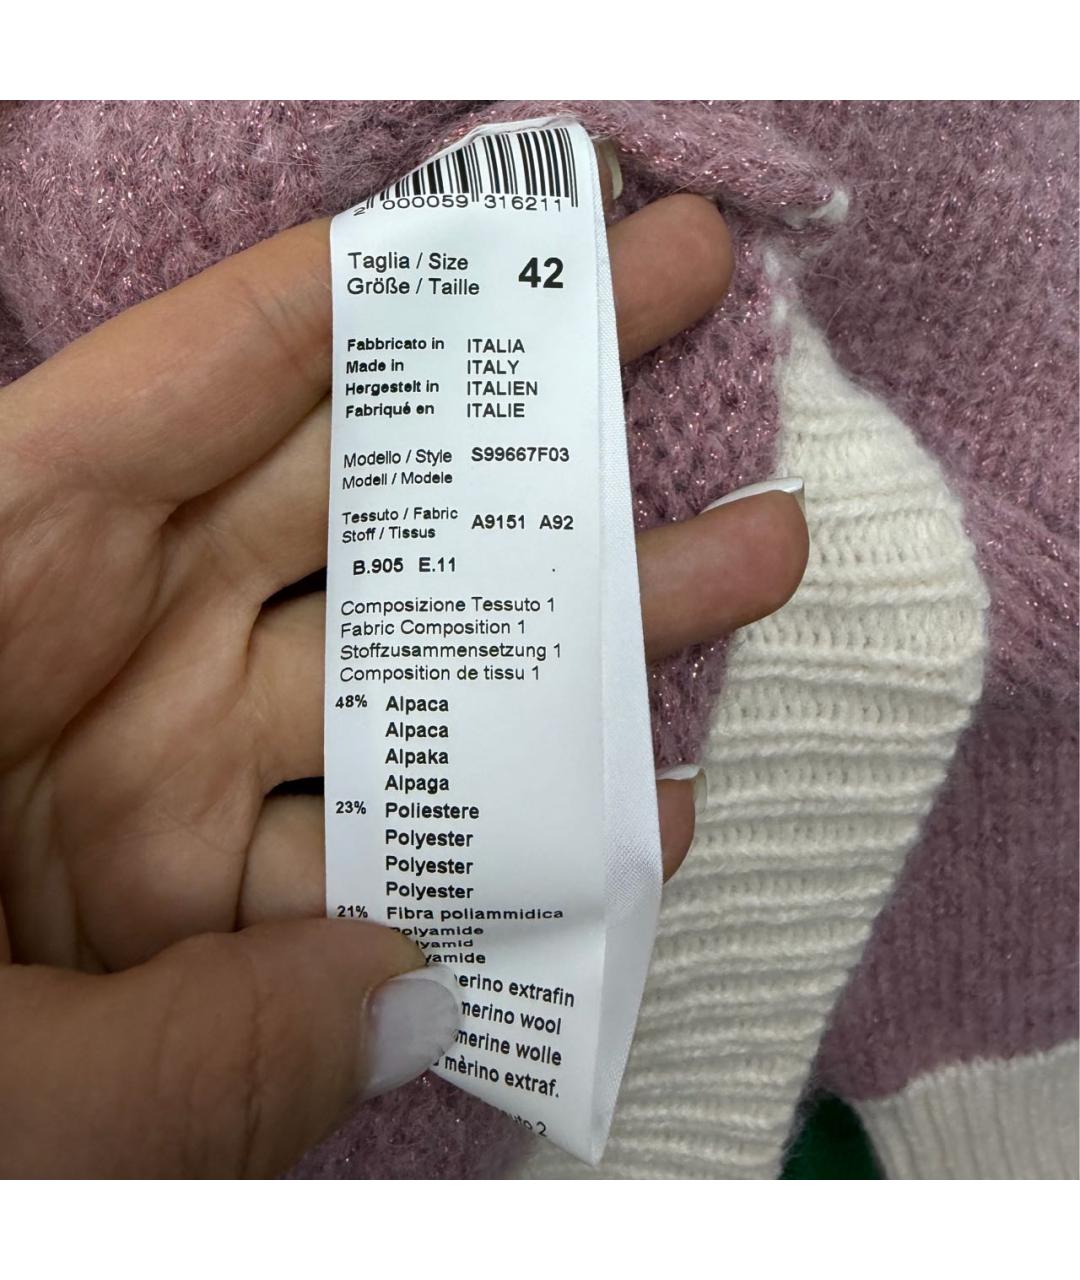 2 000059 316211
Taglia / Size 42
Größe / Taille
Fabbricato in ITALIA
Made in ITALY
Hergestelt in ITALIEN
Fabriqué en ITALIE
Modello / Style S99667F03
Modell / Modele
Tessuto / Fabric A9151 A92
Stoff / Tissus
B.905 E.11 .
Composizione Tessuto 1
Fabric Composition 1
Stoffzusammensetzung 1
Composition de tissu 1
48% Alpaca
Alpaca
Alpaka
Alpaga
23% Poliestere
Polyester
Polyester
Polyester
21% Fibra poliammidica
Polyamide
extrafin
wool
wolle
mèrino extraf.
2